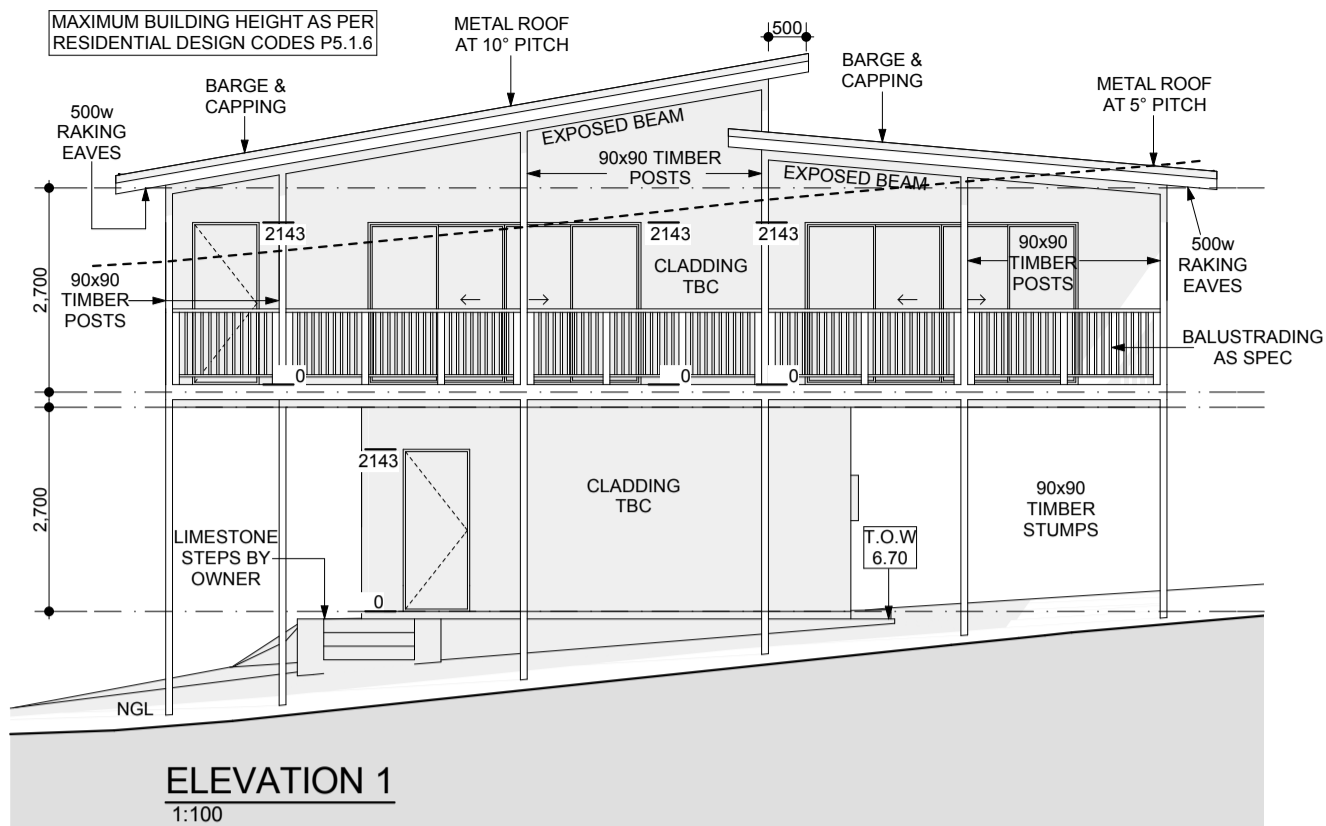 MAXIMUM BUILDING HEIGHT AS PER
RESIDENTIAL DESIGN CODES P5.1.6
METAL ROOF
AT 10° PITCH
500
BARGE &
CAPPING
BARGE &
CAPPING
METAL ROOF
AT 5° PITCH
500w
RAKING
EAVES
EXPOSED BEAM
90x90 TIMBER
POSTS
EXPOSED BEAM
2143
2143
2143
90x90
TIMBER
POSTS
500w
RAKING
EAVES
CLADDING
TBC
90x90
TIMBER
POSTS
2,700
BALUSTRADING
AS SPEC
0
0
0
2143
CLADDING
TBC
90x90
TIMBER
STUMPS
2,700
LIMESTONE
STEPS BY
OWNER
T.O.W
6.70
0
NGL
ELEVATION 1
1:100